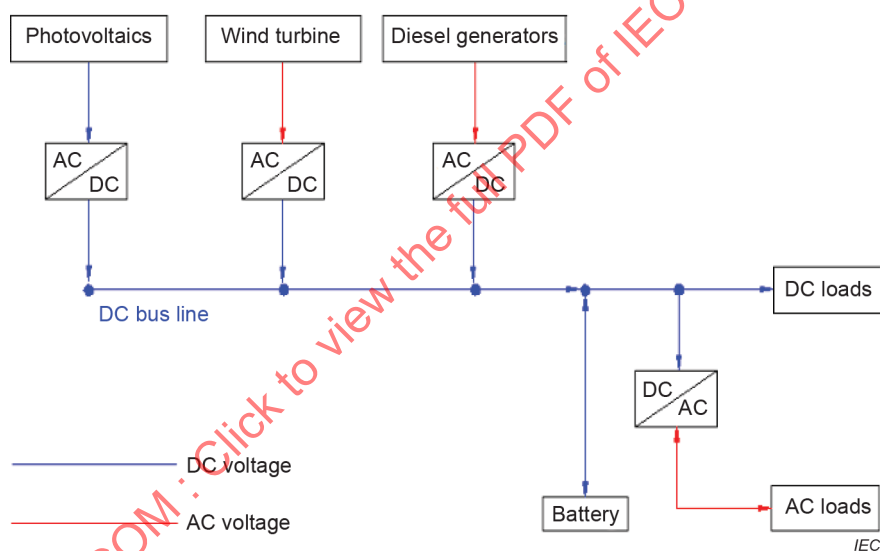 Photovoltaics
Wind turbine
Diesel generators
AC
DC
AC
DC
AC
DC
DC bus line
DC loads
DC
AC
DC voltage
AC voltage
Battery
AC loads
IEC
COM : Click to view the full PDF of IEC